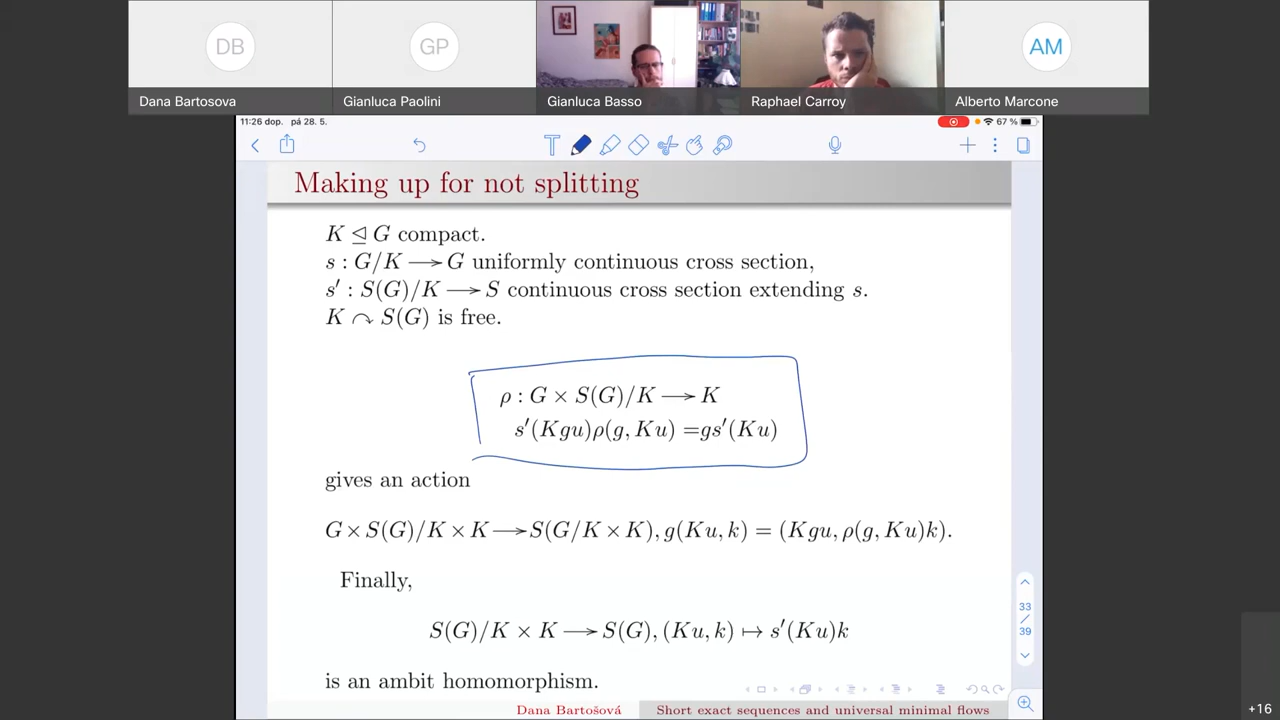 DB
GP
AM
Dana Bartosova
Gianluca Paolini
Gianluca Basso
Raphael Carroy
Alberto Marcone
11:26 dop. pá 28. 5.
67 %
Making up for not splitting
K ⊴ G compact.
s : G/K ⟶ G uniformly continuous cross section,
s′ : S(G)/K ⟶ S continuous cross section extending s.
K ↷ S(G) is free.
ρ : G × S(G)/K ⟶ K
s′(Kgu)ρ(g, Ku) =gs′(Ku)
gives an action
G × S(G)/K × K ⟶ S(G/K × K), g(Ku, k) = (Kgu, ρ(g, Ku)k).
Finally,
S(G)/K × K ⟶ S(G), (Ku, k) ↦ s′(Ku)k
is an ambit homomorphism.
33
/
39
Dana Bartošová
Short exact sequences and universal minimal flows
+16